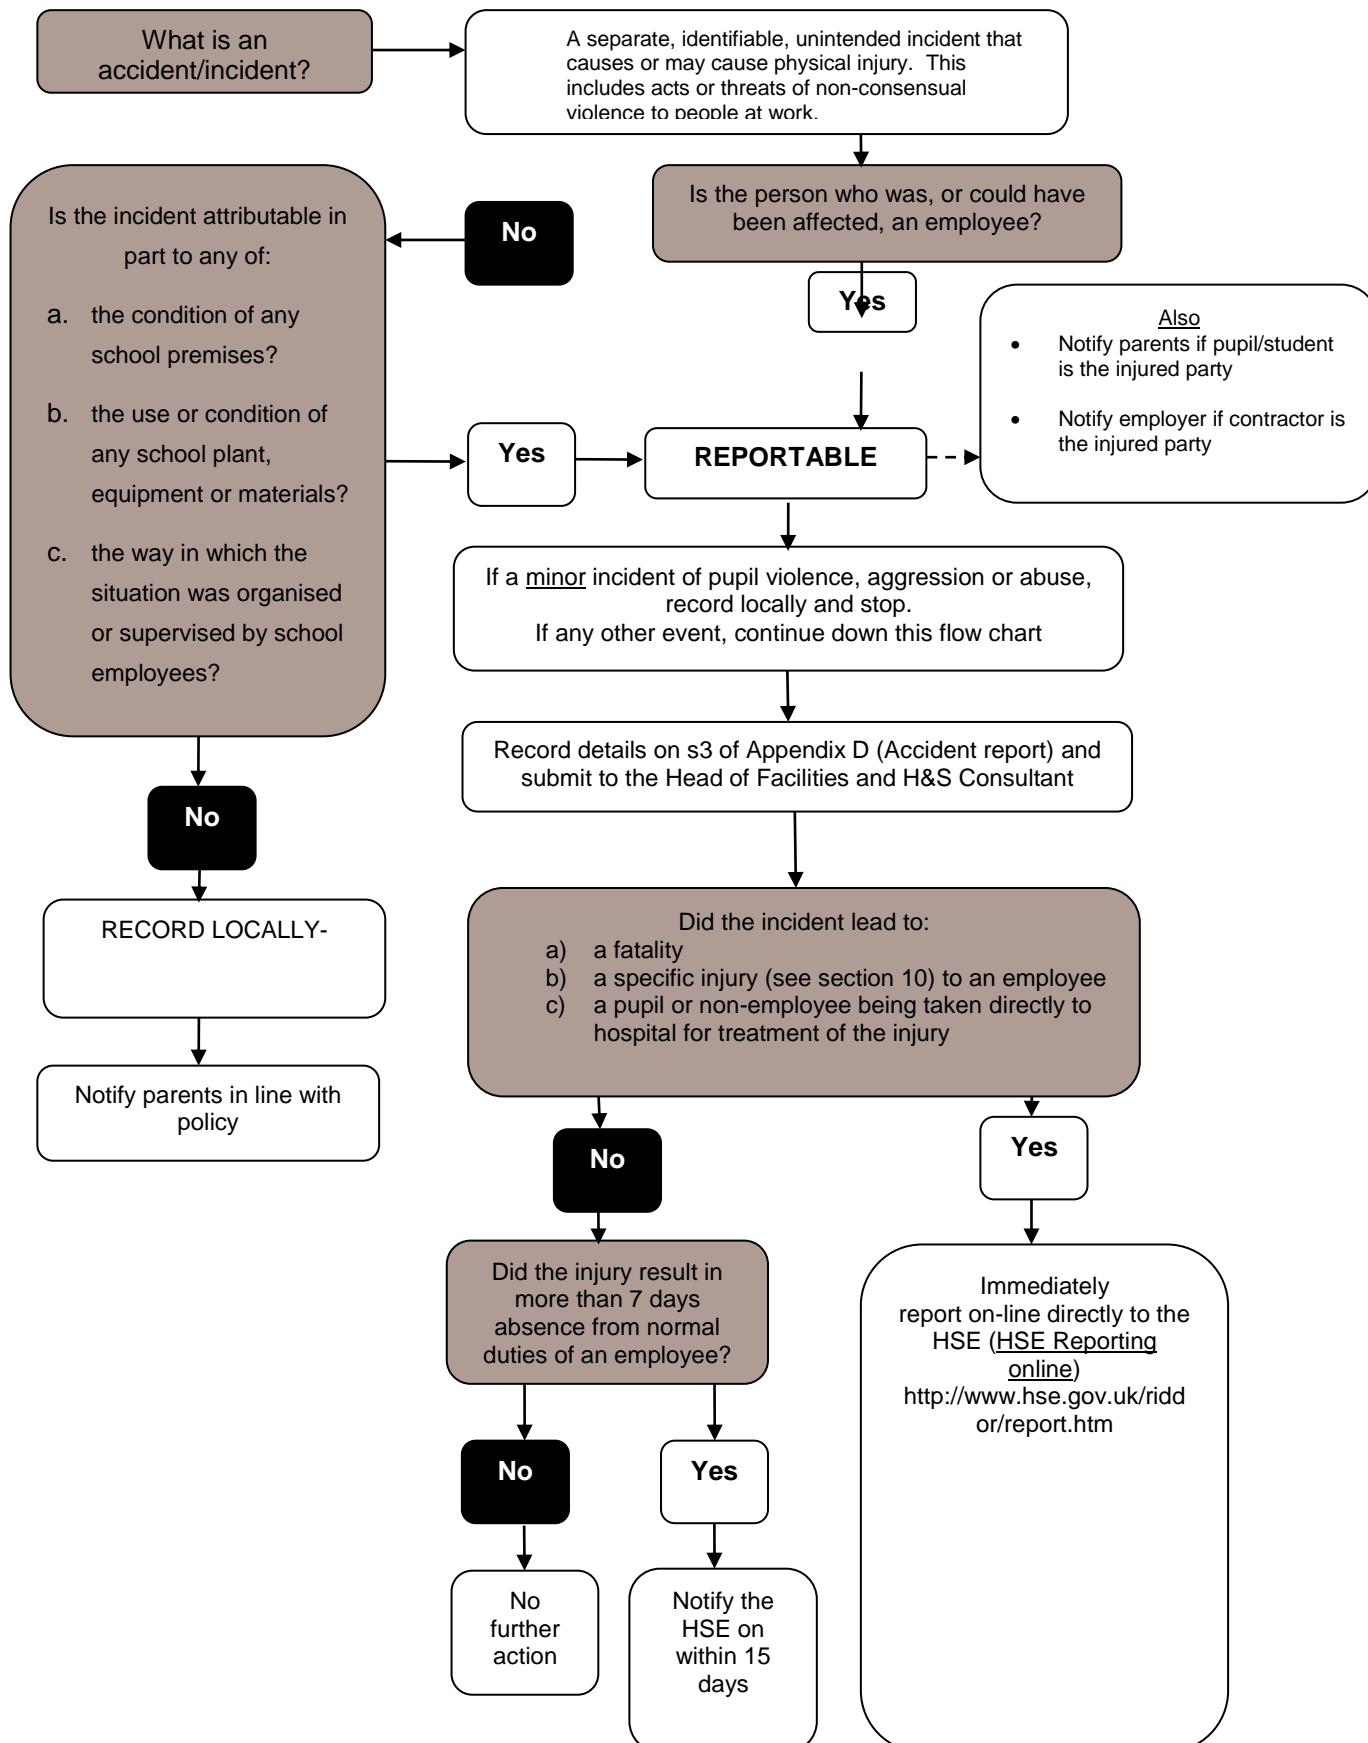 What is an
accident/incident?
A separate, identifiable, unintended incident that
causes or may cause physical injury. This
includes acts or threats of non-consensual
violence to people at work.
Is the person who was, or could have
been affected, an employee?
No
Yes
Is the incident attributable in
part to any of:
a. the condition of any
school premises?
b. the use or condition of
any school plant,
equipment or materials?
c. the way in which the
situation was organised
or supervised by school
employees?
Also
• Notify parents if pupil/student
is the injured party
• Notify employer if contractor is
the injured party
Yes
REPORTABLE
If a minor incident of pupil violence, aggression or abuse,
record locally and stop.
If any other event, continue down this flow chart
Record details on s3 of Appendix D (Accident report) and
submit to the Head of Facilities and H&S Consultant
No
RECORD LOCALLY-
Notify parents in line with
policy
Did the incident lead to:
a) a fatality
b) a specific injury (see section 10) to an employee
c) a pupil or non-employee being taken directly to
hospital for treatment of the injury
No
Yes
Did the injury result in
more than 7 days
absence from normal
duties of an employee?
Immediately
report on-line directly to the
HSE (HSE Reporting
online)
http://www.hse.gov.uk/ridd
or/report.htm
No
Yes
No
further
action
Notify the
HSE on
within 15
days